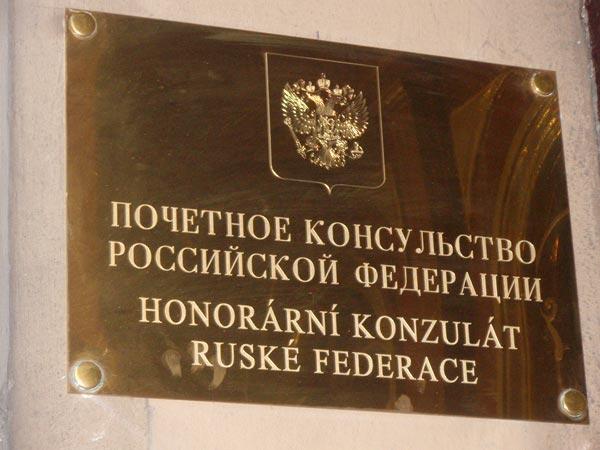 ПОЧЕТНОЕ КОНСУЛЬСТВО
РОССИЙСКОЙ ФЕДЕРАЦИИ
HONORÁRNÍ KONZULÁT
RUSKÉ FEDERACE